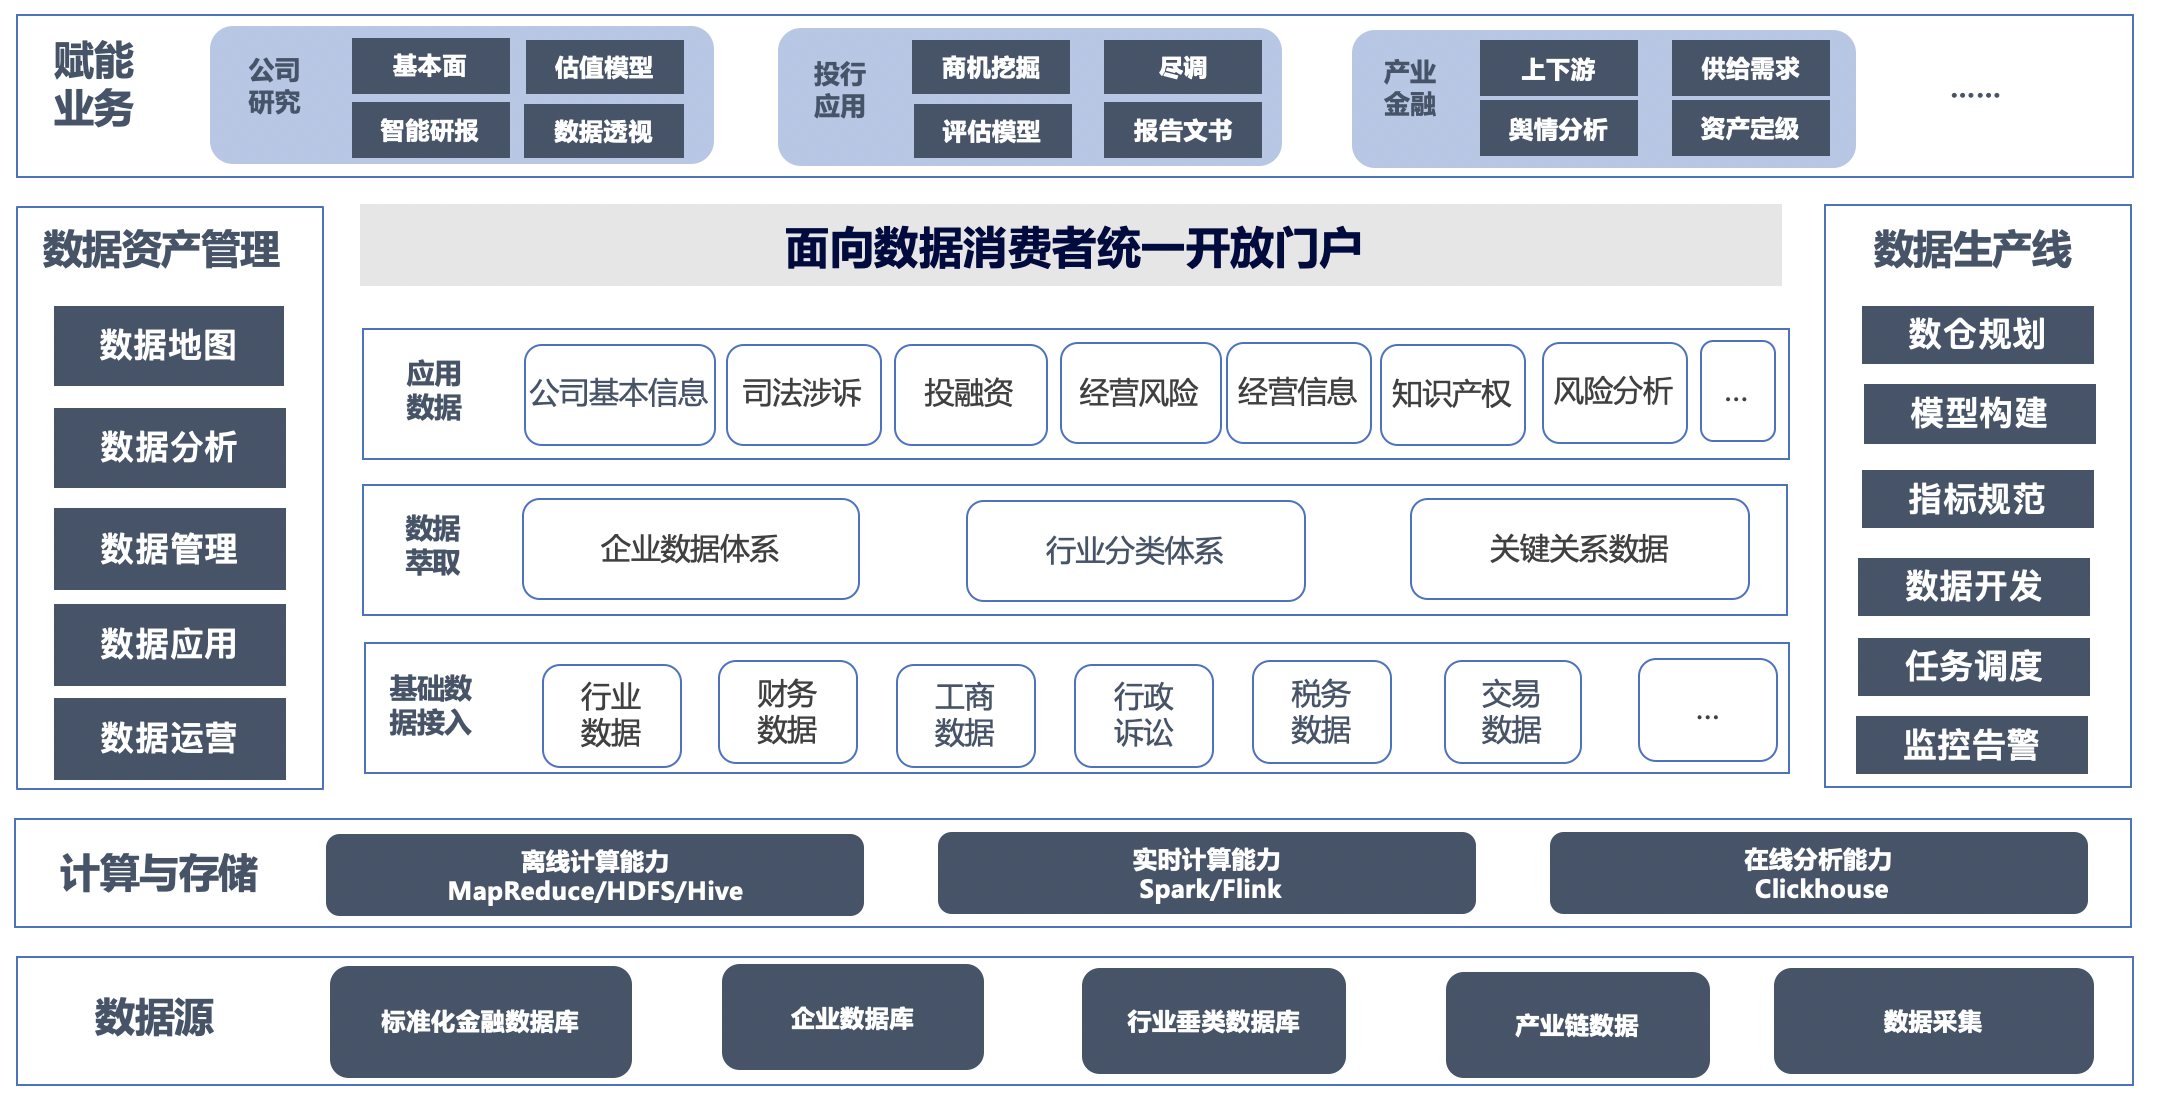 赋能
业务
公司
研究
基本面
估值模型
智能研报
数据透视
投行
应用
商机挖掘
尽调
评估模型
报告文书
产业
金融
上下游
供给需求
舆情分析
资产定级
......
数据资产管理
数据地图
数据分析
数据管理
数据应用
数据运营
面向数据消费者统一开放门户
应用
数据
公司基本信息
司法涉诉
投融资
经营风险
经营信息
知识产权
风险分析
...
数据
萃取
企业数据体系
行业分类体系
关键关系数据
基础数
据接入
行业
数据
财务
数据
工商
数据
行政
诉讼
税务
数据
交易
数据
...
数据生产线
数仓规划
模型构建
指标规范
数据开发
任务调度
监控告警
计算与存储
离线计算能力
MapReduce/HDFS/Hive
实时计算能力
Spark/Flink
在线分析能力
Clickhouse
数据源
标准化金融数据库
企业数据库
行业垂类数据库
产业链数据
数据采集